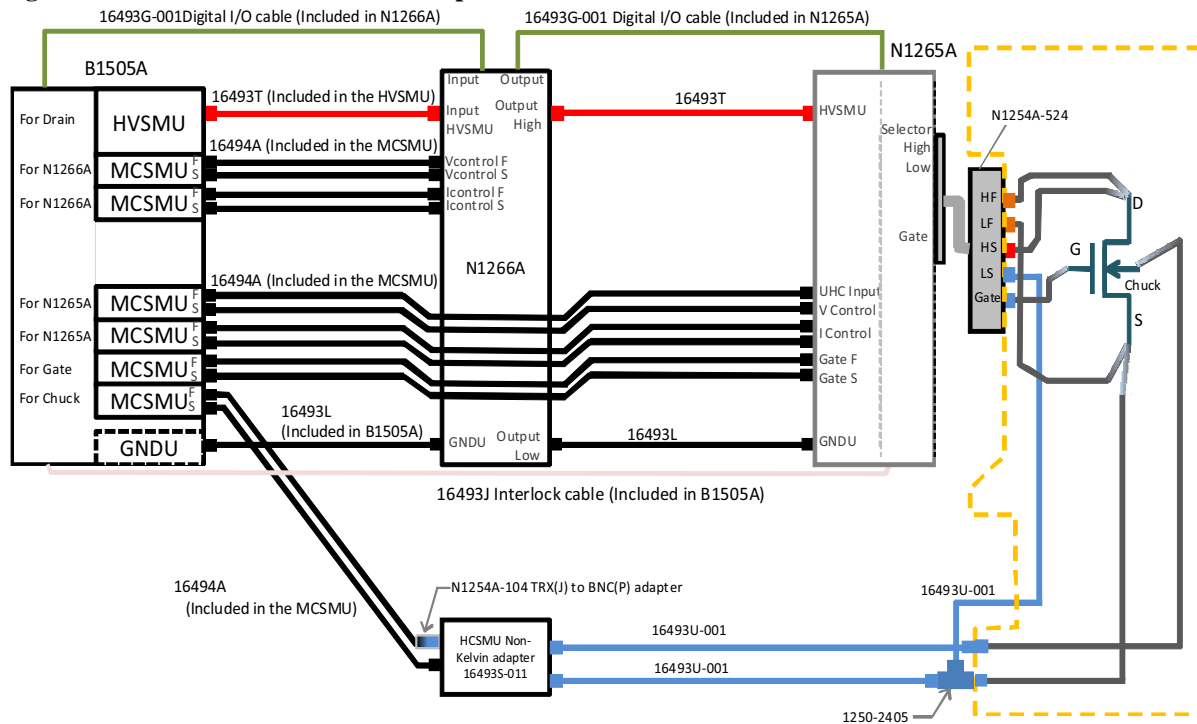 16493G-001Digital I/O cable (Included in N1266A)
16493G-001 Digital I/O cable (Included in N1265A)
B1505A
N1265A
For Drain
HVSMU
16493T (Included in the HVSMU)
Input
Output
Input
HVSMU
Output
High
16493T
HVSMU
N1254A-524
Selector
High
Low
Gate
16494A (Included in the MCSMU)
For N1266A
MCSMU
F
S
Vcontrol F
Vcontrol S
For N1266A
MCSMU
Icontrol F
Icontrol S
N1266A
HF
LF
HS
LS
Gate
D
G
Chuck
S
16494A (Included in the MCSMU)
For N1265A
MCSMU
F
S
UHC Input
V Control
For N1265A
MCSMU
F
S
I Control
For Gate
MCSMU
F
S
Gate F
Gate S
For Chuck
MCSMU
F
S
16493L
(Included in B1505A)
GNDU
GNDU
Output
Low
16493L
GNDU
16493J Interlock cable (Included in B1505A)
16494A
(Included in the MCSMU)
N1254A-104 TRX(J) to BNC(P) adapter
16493U-001
HCSMU Non-
Kelvin adapter
16493S-011
16493U-001
16493U-001
1250-2405